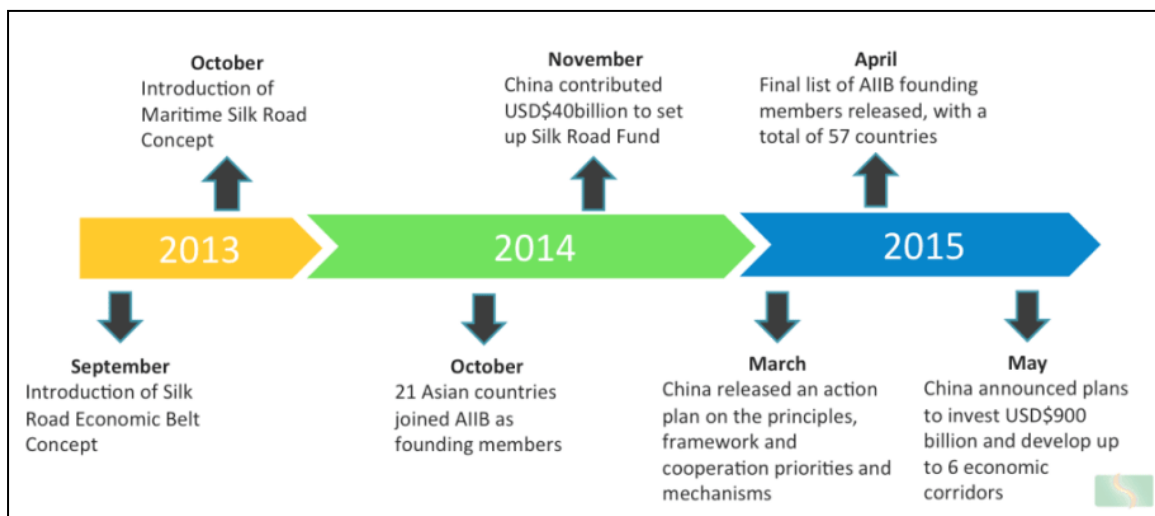 October
Introduction of
Maritime Silk Road
Concept
November
China contributed
USD$40billion to set
up Silk Road Fund
April
Final list of AIIB founding
members released, with a
total of 57 countries
2013
2014
2015
September
Introduction of Silk
Road Economic Belt
Concept
October
21 Asian countries
joined AIIB as
founding members
March
China released an action
plan on the principles,
framework and
cooperation priorities and
mechanisms
May
China announced plans
to invest USD$900
billion and develop up
to 6 economic
corridors